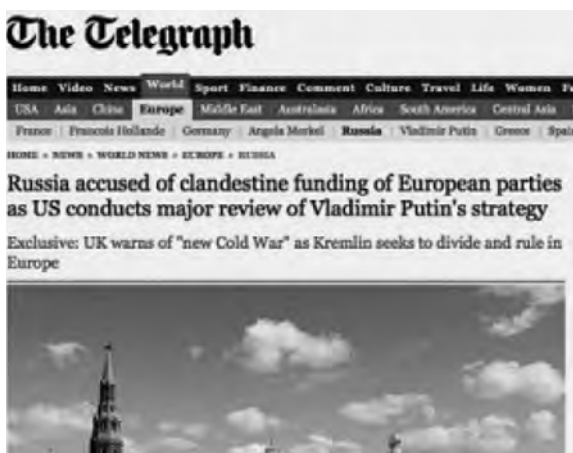 The Telegraph
Home Video News World Sport Finance Comment Culture Travel Life Women
USA Asia China Europe Middle East Australasia Africa South America Central Asia
France Francois Hollande Germany Angela Merkel Russia Vladimir Putin Greece
HOME » NEWS » WORLD NEWS » EUROPE » RUSSIA
Russia accused of clandestine funding of European parties
as US conducts major review of Vladimir Putin's strategy
Exclusive: UK warns of "new Cold War" as Kremlin seeks to divide and rule in
Europe